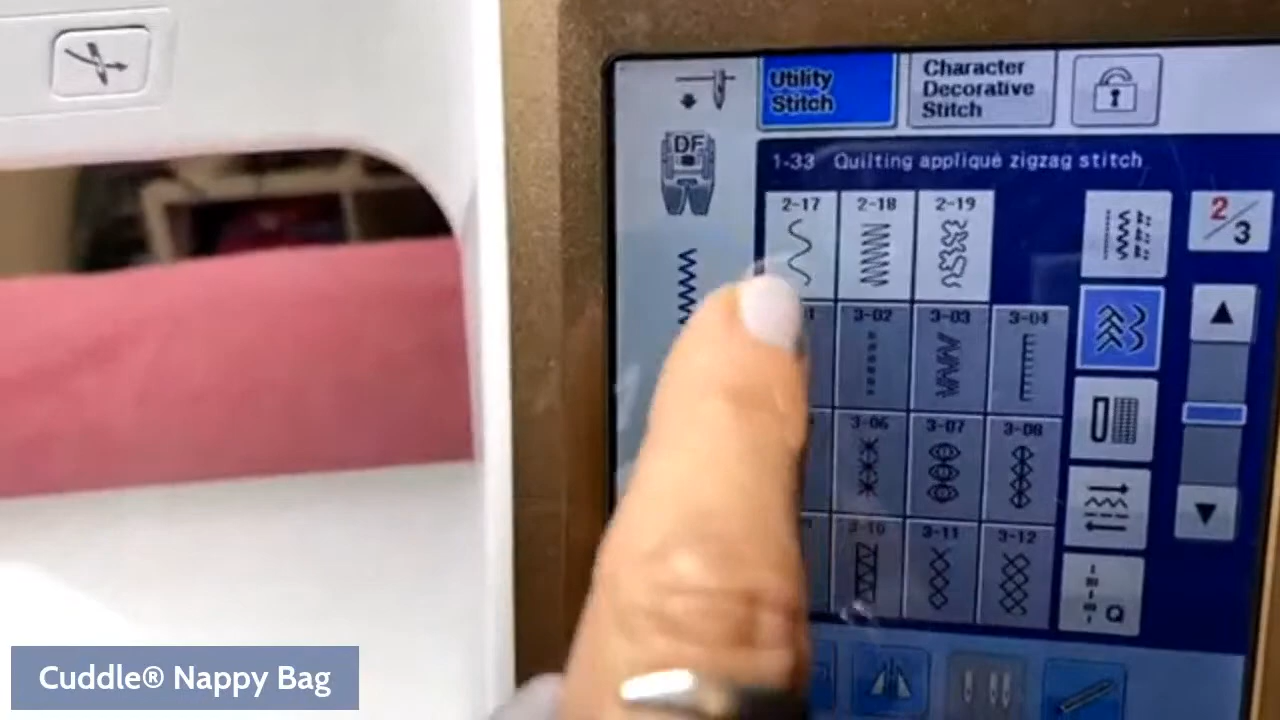 Utility
Stitch
Character
Decorative
Stitch
DF
1-33 Quilting appliqué zigzag stitch
2-17 2-18 2-19
2/3
3-02 3-03 3-04
3-06 3-07 3-08
3-10 3-11 3-12
Q
Cuddle® Nappy Bag